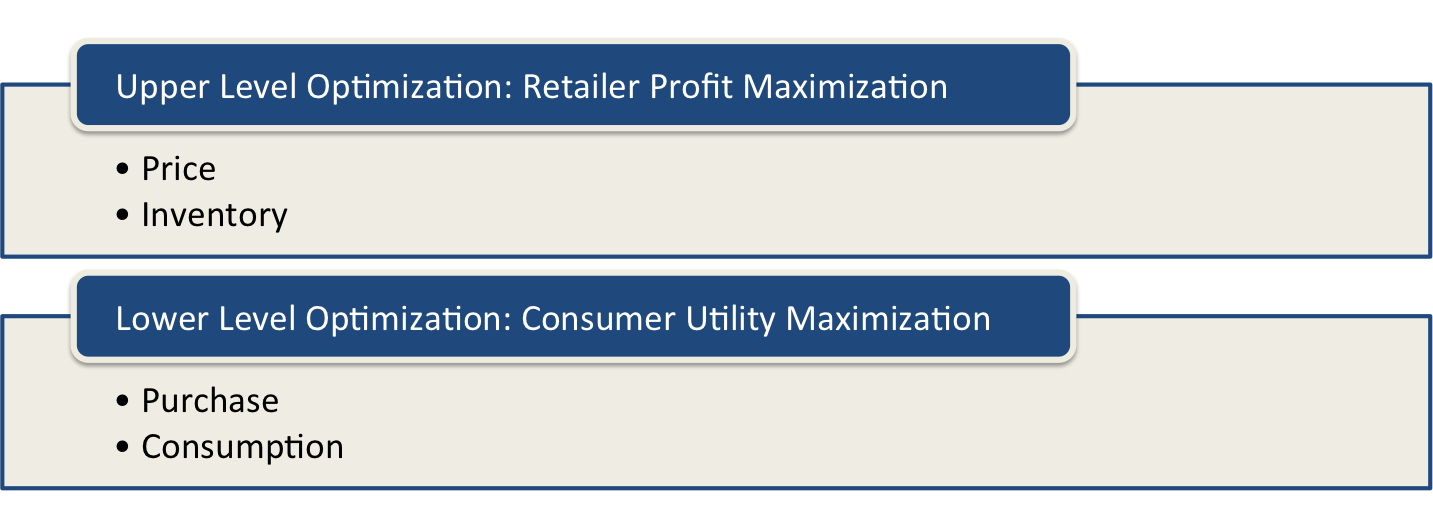 Upper Level Optimization: Retailer Profit Maximization
• Price
• Inventory
Lower Level Optimization: Consumer Utility Maximization
• Purchase
• Consumption